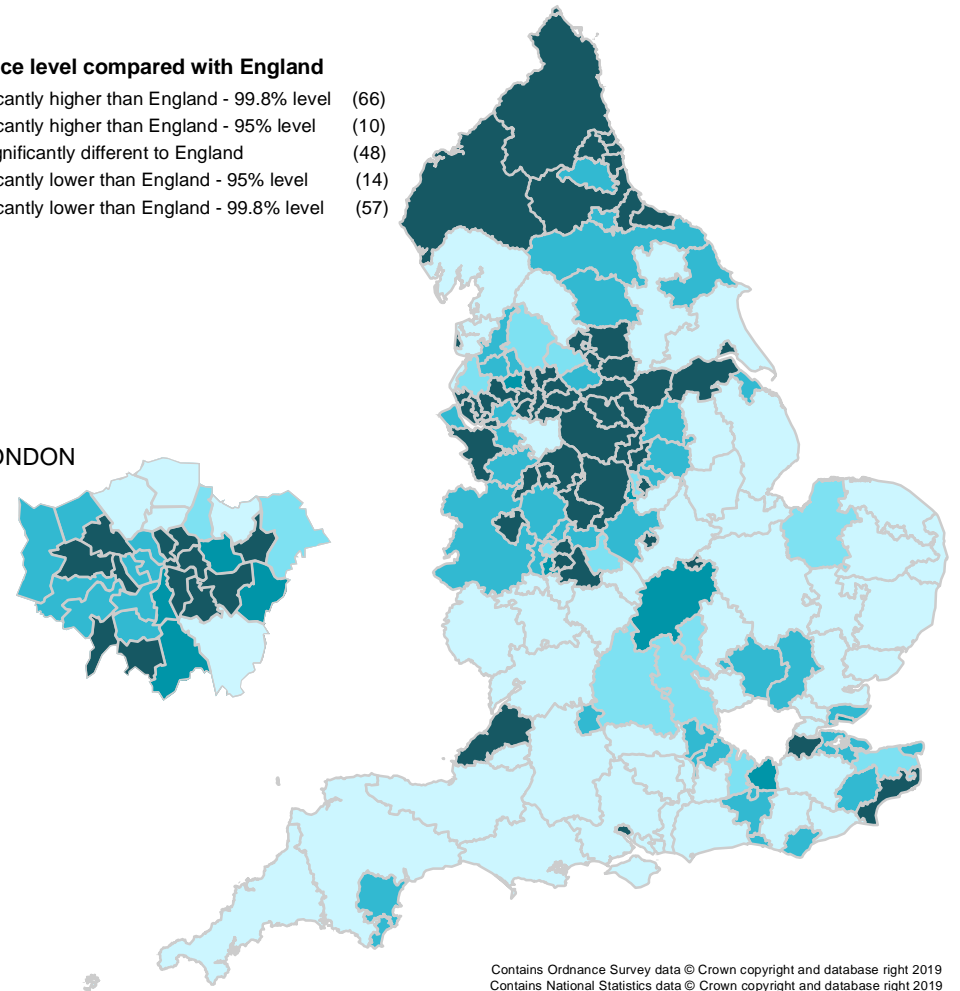 ce level compared with England
cantly higher than England - 99.8% level (66)
cantly higher than England - 95% level (10)
gnificantly different to England (48)
cantly lower than England - 95% level (14)
cantly lower than England - 99.8% level (57)
ONDON
Contains Ordnance Survey data © Crown copyright and database right 2019
Contains National Statistics data © Crown copyright and database right 2019